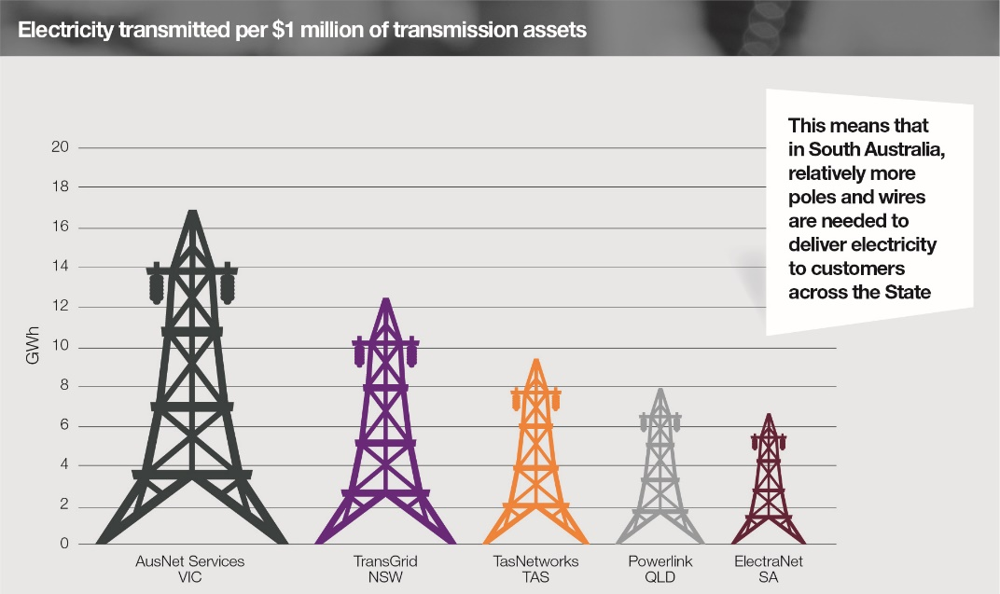 Electricity transmitted per $1 million of transmission assets
This means that
in South Australia,
relatively more
poles and wires
are needed to
deliver electricity
to customers
across the State
20
18
16
14
12
10
8
6
4
2
0
GWh
AusNet Services
VIC
TransGrid
NSW
TasNetworks
TAS
Powerlink
QLD
ElectraNet
SA